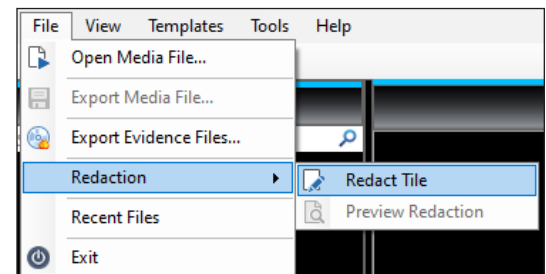 File View Templates Tools Help
Open Media File...
Export Media File...
Export Evidence Files...
Redaction
Redact Tile
Preview Redaction
Recent Files
Exit